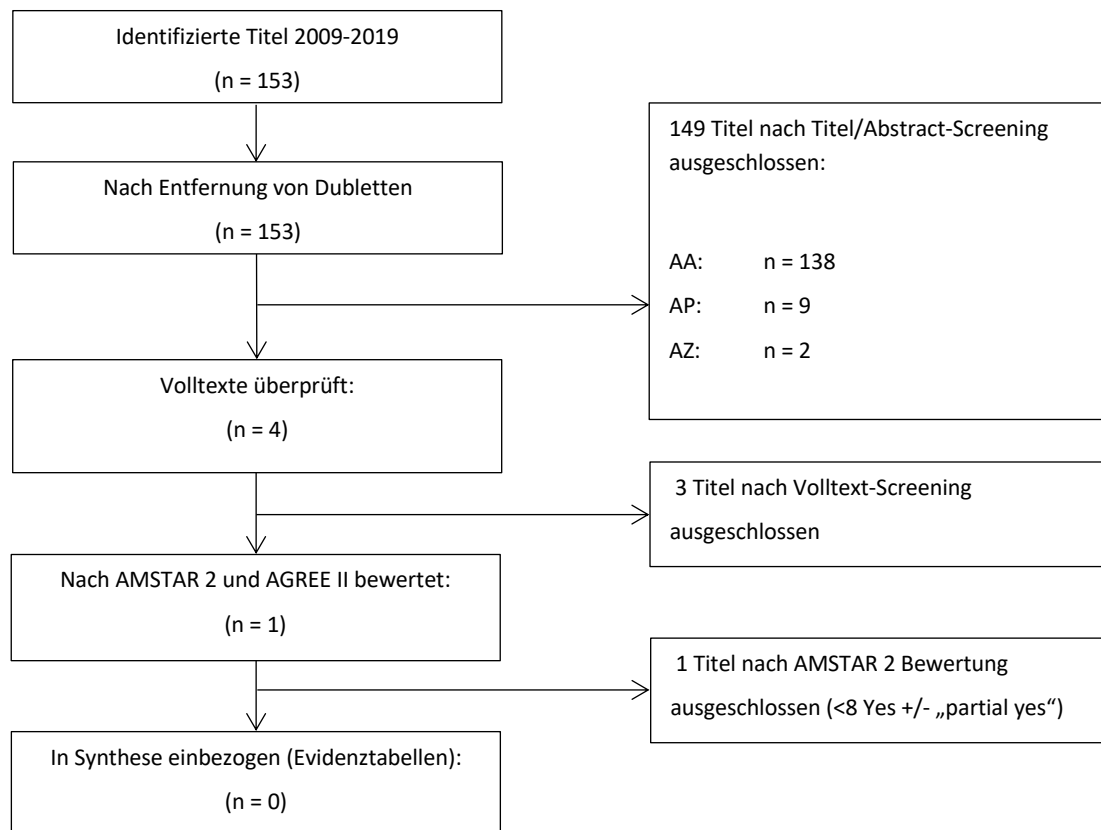 Identifizierte Titel 2009-2019
(n = 153)
Nach Entfernung von Dubletten
(n = 153)
149 Titel nach Titel/Abstract-Screening
ausgeschlossen:
AA: n = 138
AP: n = 9
AZ: n = 2
Volltexte überprüft:
(n = 4)
3 Titel nach Volltext-Screening
ausgeschlossen
Nach AMSTAR 2 und AGREE II bewertet:
(n = 1)
1 Titel nach AMSTAR 2 Bewertung
ausgeschlossen (<8 Yes +/- „partial yes“)
In Synthese einbezogen (Evidenztabellen):
(n = 0)